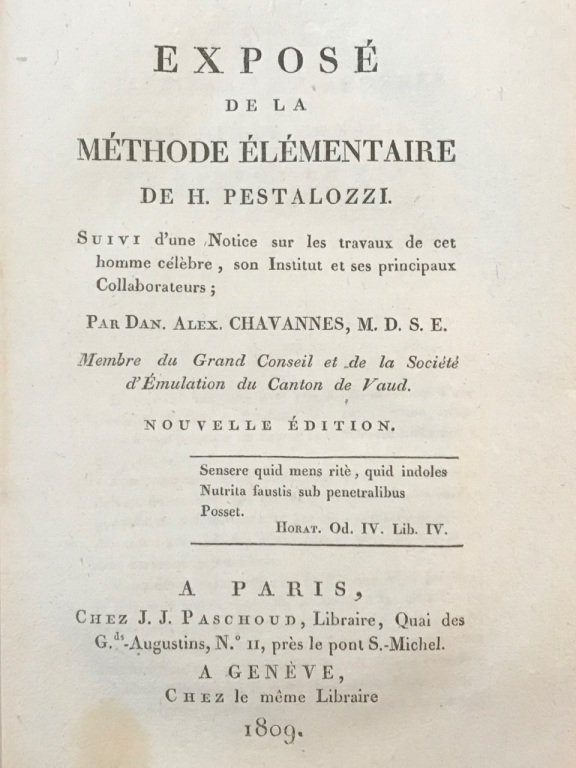 EXPOSÉ
DE LA
MÉTHODE ÉLÉMENTAIRE
DE H. PESTALOZZI.
SUIVI d'une Notice sur les travaux de cet
homme célèbre, son Institut et ses principaux
Collaborateurs ;
PAR DAN. ALEX. CHAVANNES, M. D. S. E.
Membre du Grand Conseil et de la Société
d'Émulation du Canton de Vaud.
NOUVELLE ÉDITION.
Sensere quid mens ritè, quid indoles
Nutrita faustis sub penetralibus
Posset.
HORAT. Od. IV. Lib. IV.
A PARIS,
CHEZ J. J. PASCHOUD, Libraire, Quai des
G.ds-Augustins, N.º 11, près le pont S.-Michel.
A GENÈVE,
CHEZ le même Libraire
1809.